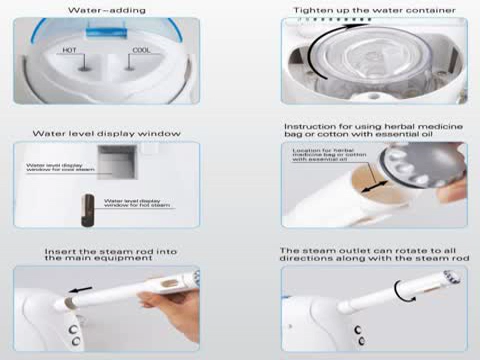 Water-adding
HOT
COOL
Tighten up the water container
Water level display window
Water level display
window for cool steam
Water level display
window for hot steam
Instruction for using herbal medicine
bag or cotton with essential oil
Location for herbal
medicine bag or cotton
with essential oil
Insert the steam rod into
the main equipment
The steam outlet can rotate to all
directions along with the steam rod